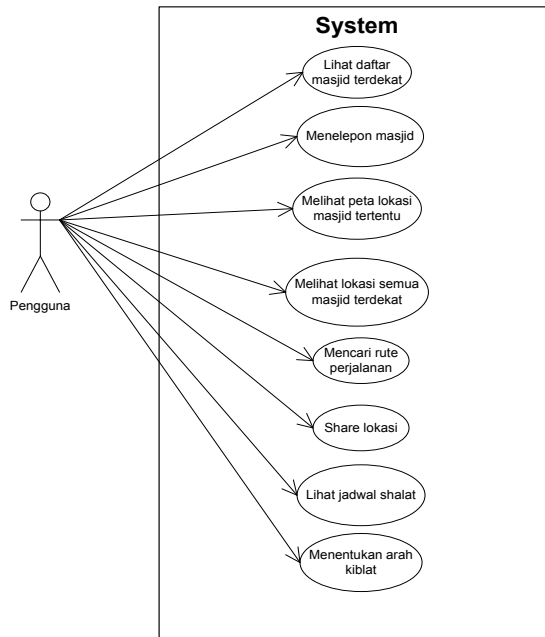 System
Lihat daftar
masjid terdekat
Menelepon masjid
Melihat peta lokasi
masjid tertentu
Pengguna
Melihat lokasi semua
masjid terdekat
Mencari rute
perjalanan
Share lokasi
Lihat jadwal shalat
Menentukan arah
kiblat